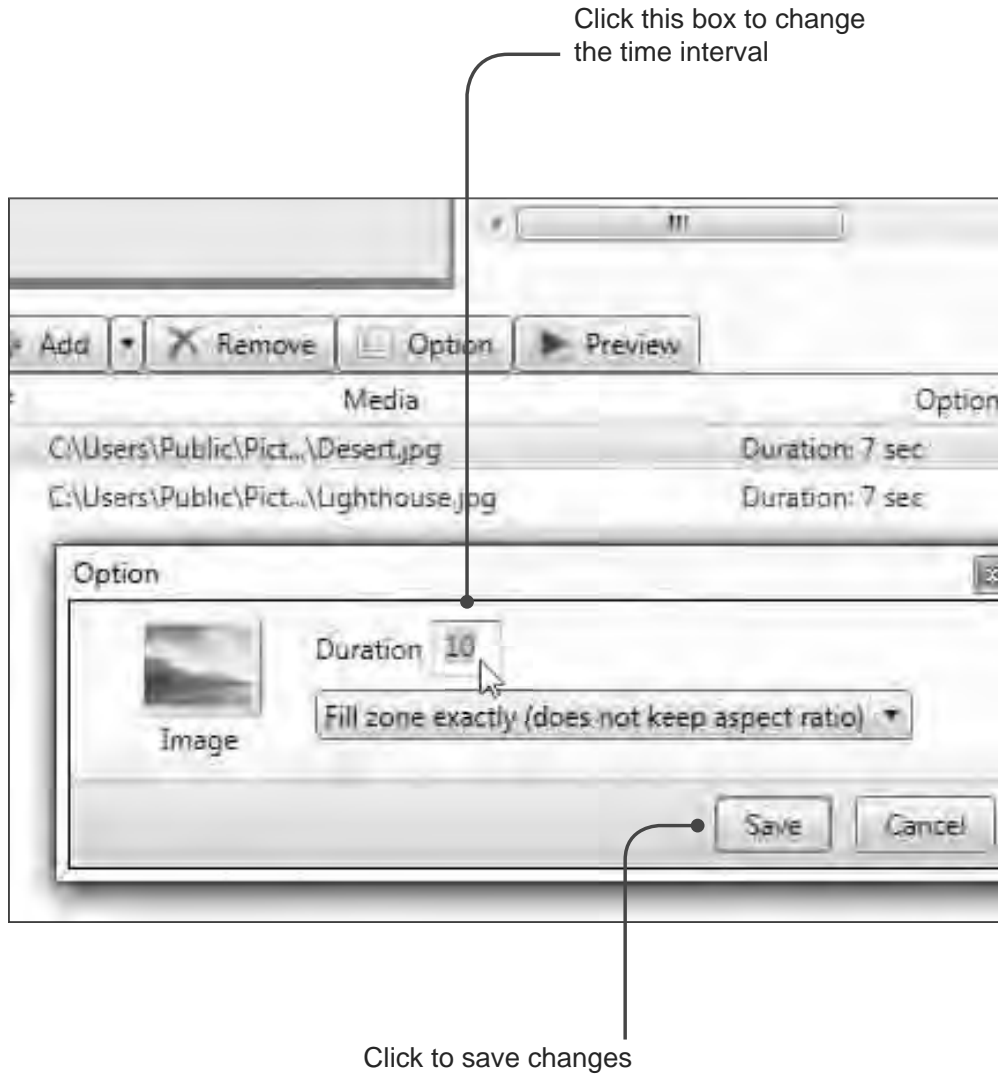 Click this box to change
the time interval
Add Remove Option Preview
Media Option
C:\Users\Public\Pict...\Desert.jpg Duration: 7 sec
C:\Users\Public\Pict...\Lighthouse.jpg Duration: 7 sec
Option
Duration 10
Fill zone exactly (does not keep aspect ratio)
Image
Save Cancel
Click to save changes